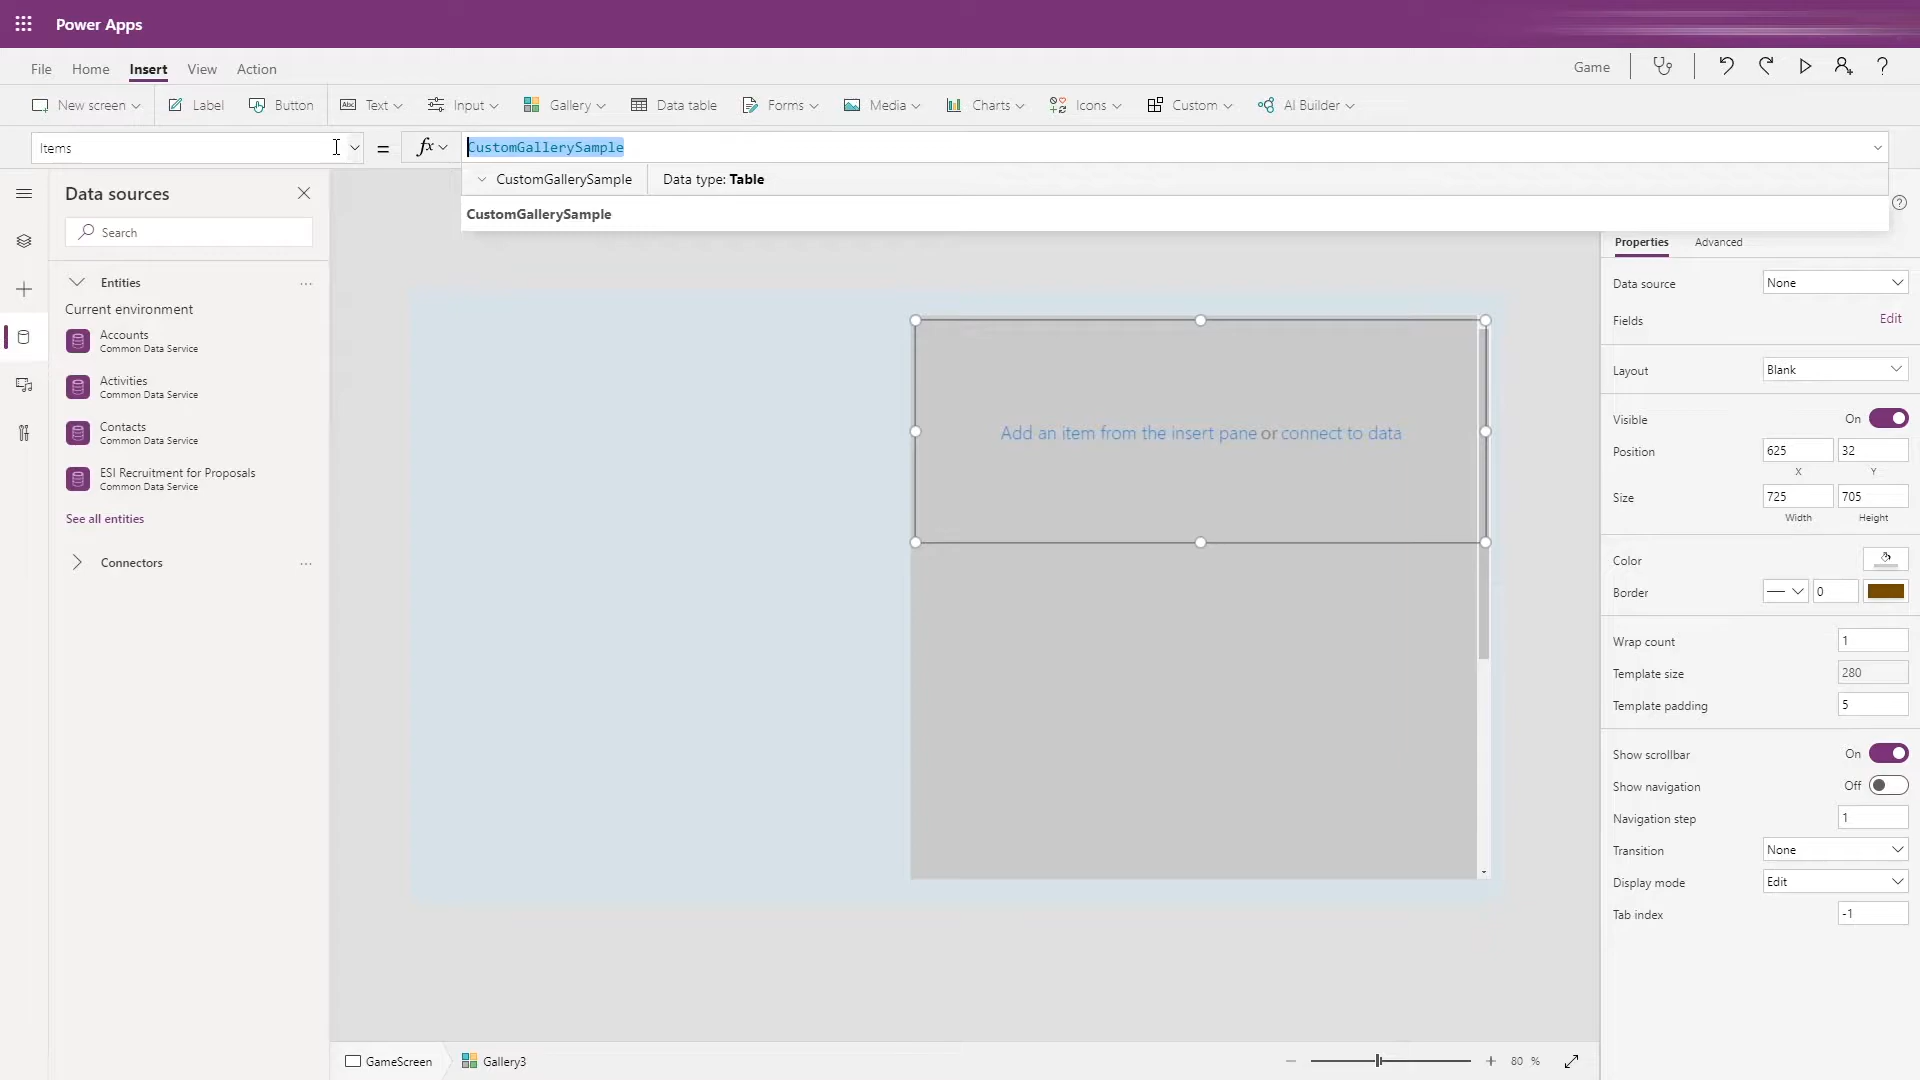 Power Apps
File Home Insert View Action Game
New screen Label Button Text Input Gallery Data table Forms Media Charts Icons Custom AI Builder
Items = fx CustomGallerySample
CustomGallerySample Data type: Table
CustomGallerySample
Data sources
Search
Entities ...
Current environment
Accounts
Common Data Service
Activities
Common Data Service
Contacts
Common Data Service
ESI Recruitment for Proposals
Common Data Service
See all entities
Connectors ...
Add an item from the insert pane or connect to data
Properties Advanced
Data source None
Fields Edit
Layout Blank
Visible On
Position 625 32
X Y
Size 725 705
Width Height
Color
Border 0
Wrap count 1
Template size 280
Template padding 5
Show scrollbar On
Show navigation Off
Navigation step 1
Transition None
Display mode Edit
Tab index -1
GameScreen Gallery3 80 %